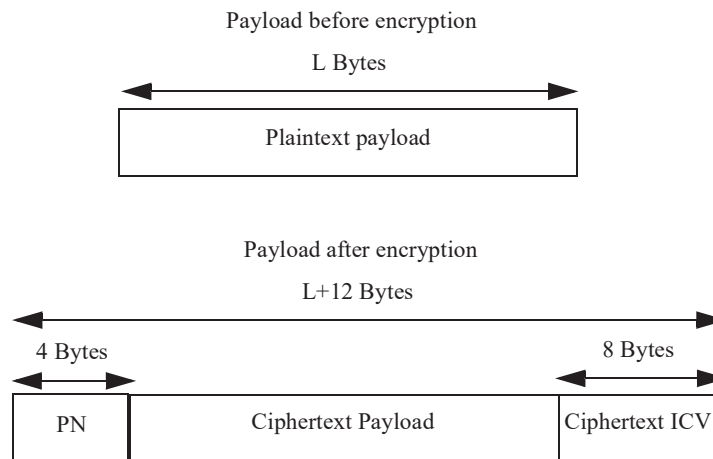 Payload before encryption
L Bytes
Plaintext payload
Payload after encryption
L+12 Bytes
4 Bytes
8 Bytes
PN
Ciphertext Payload
Ciphertext ICV